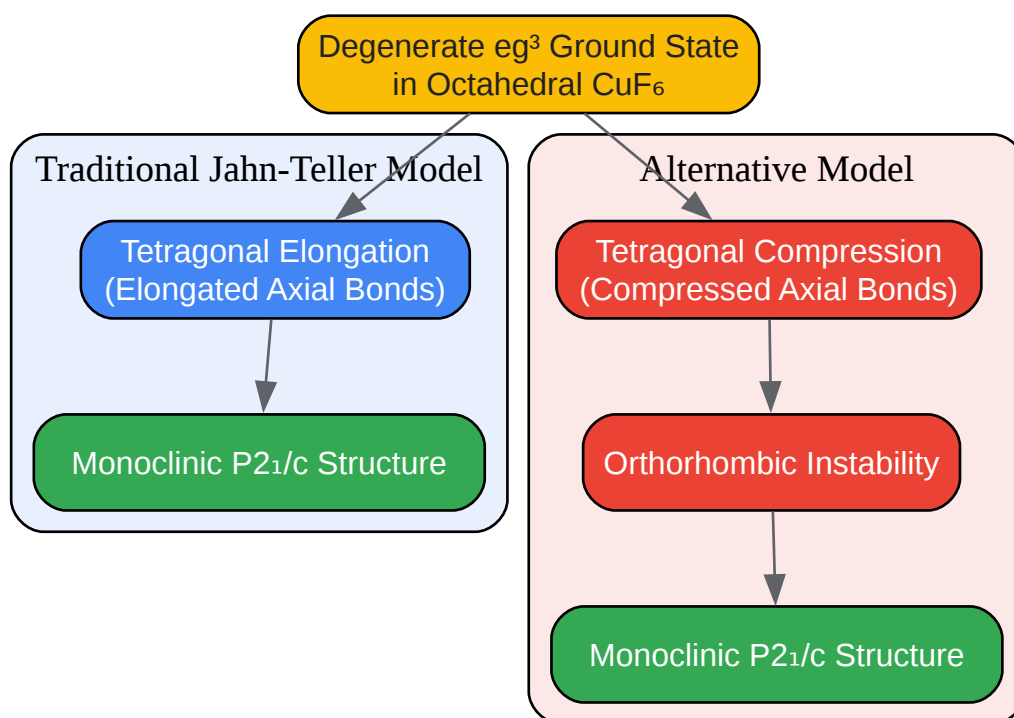 Degenerate eg³ Ground State
in Octahedral CuF₆
Traditional Jahn-Teller Model
Tetragonal Elongation
(Elongated Axial Bonds)
Monoclinic P2₁/c Structure
Alternative Model
Tetragonal Compression
(Compressed Axial Bonds)
Orthorhombic Instability
Monoclinic P2₁/c Structure